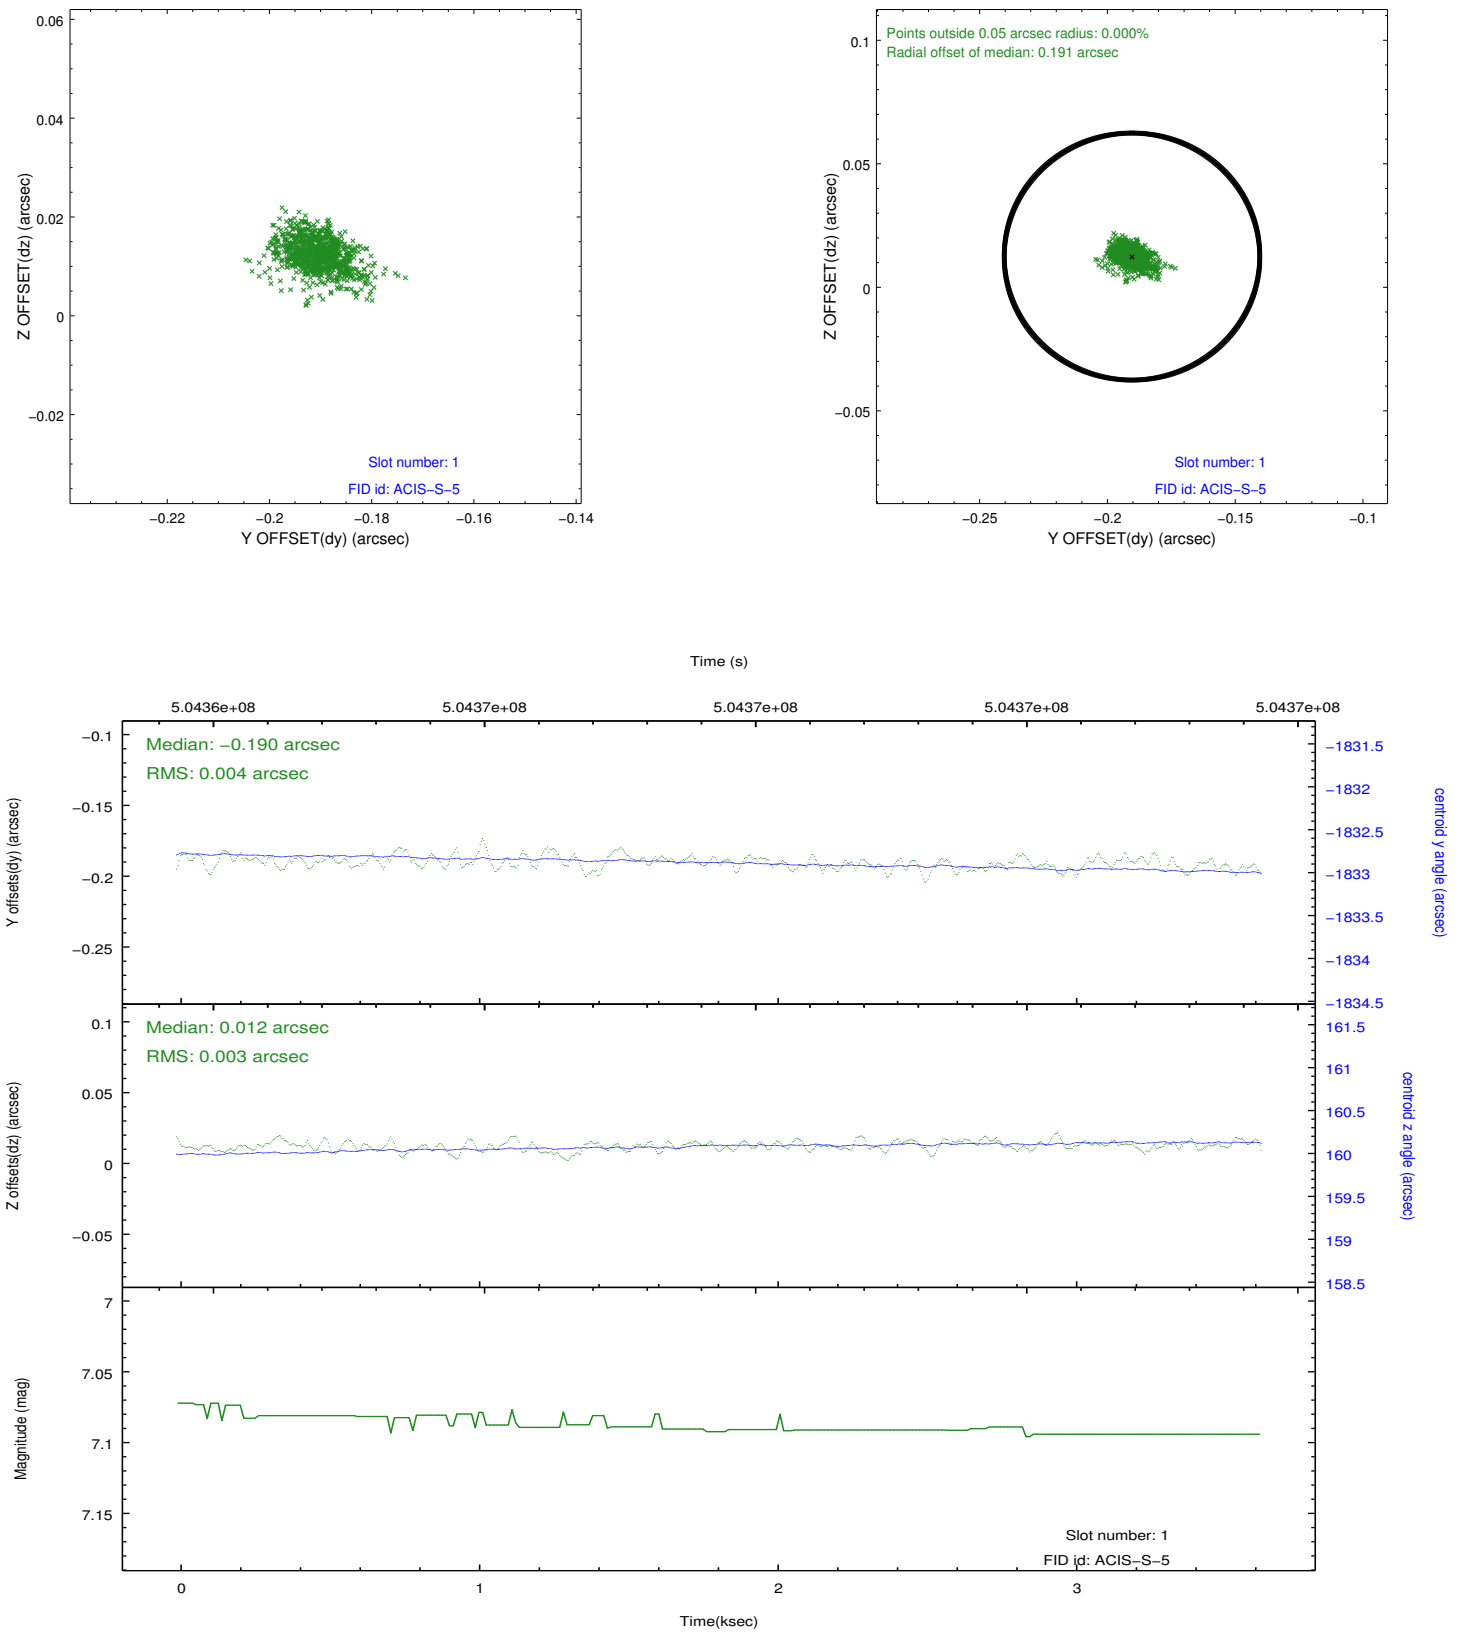 0.06
0.04
0.02
0
−0.02
Z OFFSET(dz) (arcsec)
Slot number: 1
FID id: ACIS−S−5
−0.22 −0.2 −0.18 −0.16 −0.14
Y OFFSET(dy) (arcsec)
Points outside 0.05 arcsec radius: 0.000%
Radial offset of median: 0.191 arcsec
0.1
0.05
0
−0.05
Z OFFSET(dz) (arcsec)
Slot number: 1
FID id: ACIS−S−5
−0.25 −0.2 −0.15 −0.1
Y OFFSET(dy) (arcsec)
Time (s)
5.0436e+08 5.0437e+08 5.0437e+08 5.0437e+08 5.0437e+08
Median: −0.190 arcsec
RMS: 0.004 arcsec
−0.1
−0.15
−0.2
−0.25
Y offsets(dy) (arcsec)
−1831.5
−1832
−1832.5
−1833
−1833.5
−1834
−1834.5
centroid y angle (arcsec)
Median: 0.012 arcsec
RMS: 0.003 arcsec
0.1
0.05
0
−0.05
Z offsets(dz) (arcsec)
161.5
161
160.5
160
159.5
159
158.5
centroid z angle (arcsec)
7
7.05
7.1
7.15
Magnitude (mag)
Slot number: 1
FID id: ACIS−S−5
0 1 2 3
Time(ksec)